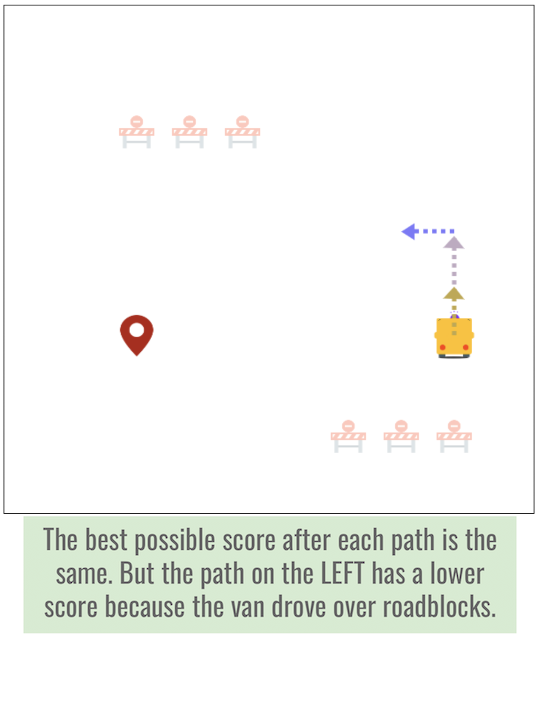 The best possible score after each path is the
same. But the path on the LEFT has a lower
score because the van drove over roadblocks.